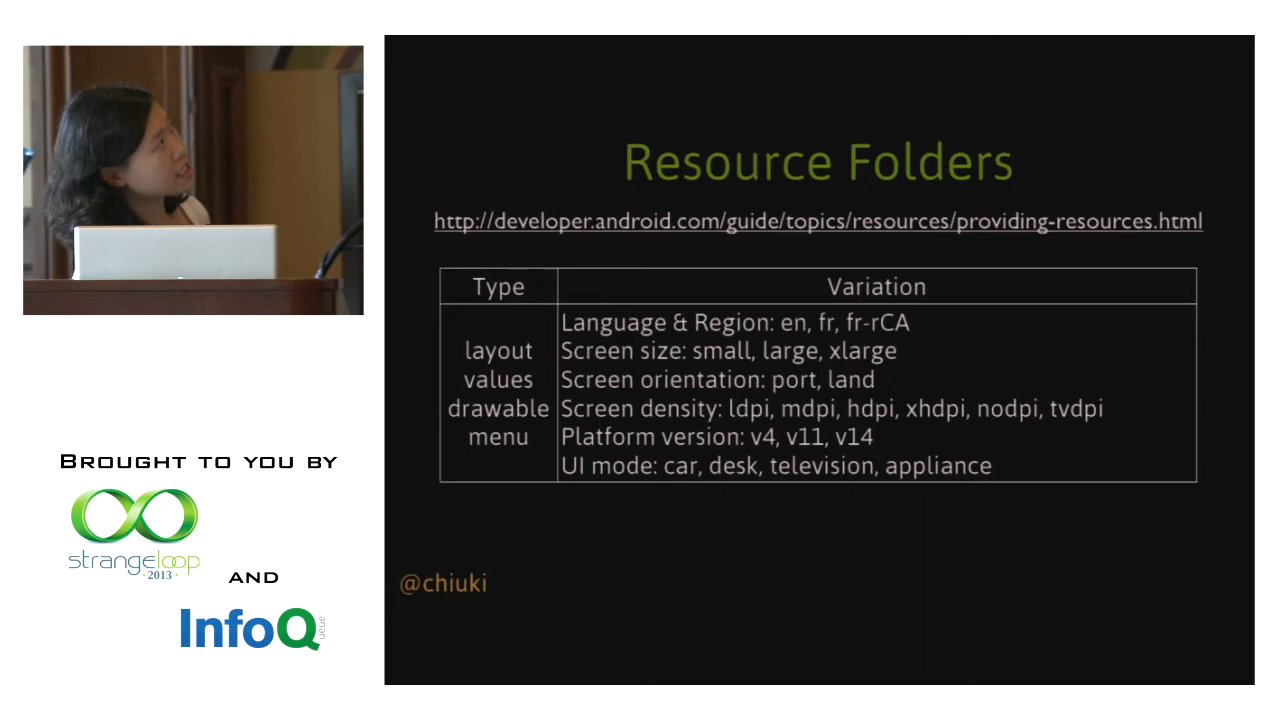 Resource Folders
http://developer.android.com/guide/topics/resources/providing-resources.html
Type Variation
layout
values
drawable
menu
Language & Region: en, fr, fr-rCA
Screen size: small, large, xlarge
Screen orientation: port, land
Screen density: ldpi, mdpi, hdpi, xhdpi, nodpi, tvdpi
Platform version: v4, v11, v14
UI mode: car, desk, television, appliance
@chiuki
BROUGHT TO YOU BY
strangeloop
·2013·
AND
InfoQ
ueue